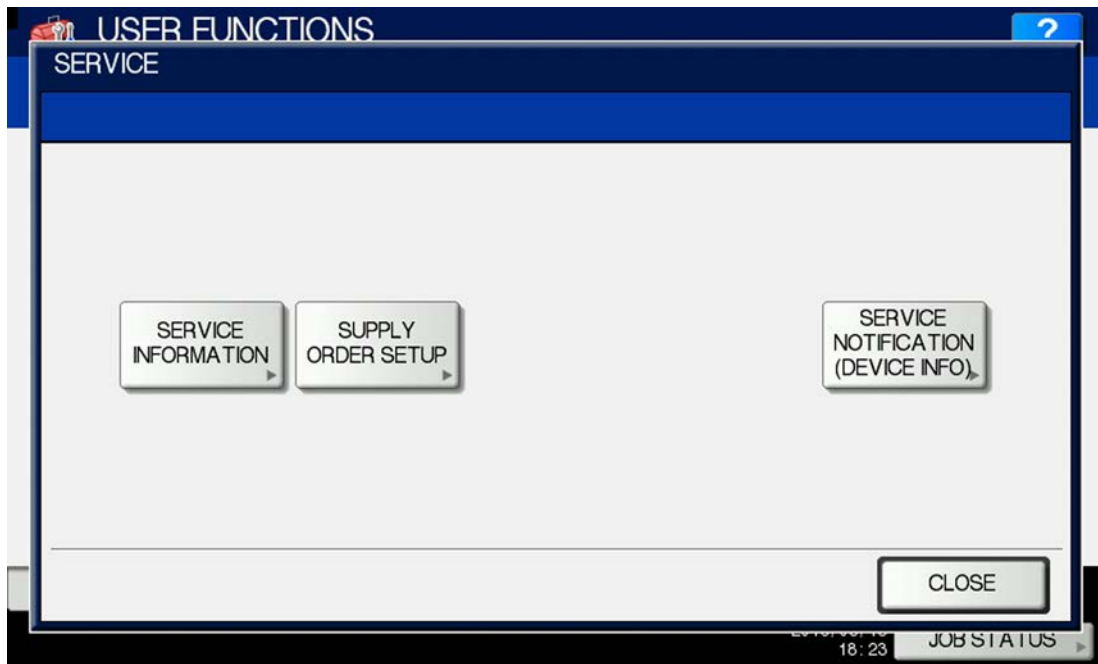 USER FUNCTIONS
?
SERVICE
SERVICE
INFORMATION
SUPPLY
ORDER SETUP
SERVICE
NOTIFICATION
(DEVICE INFO)
CLOSE
18:23
JOB STATUS